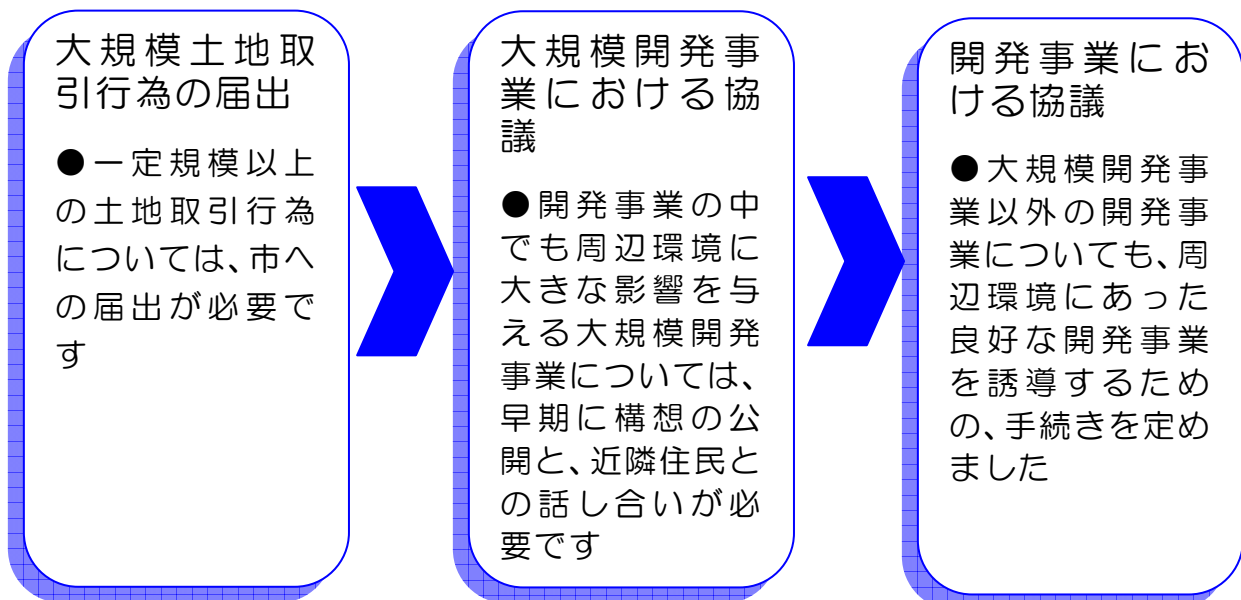 大規模土地取
引行為の届出
●一定規模以上
の土地取引行為
については、市へ
の届出が必要で
す
大規模開発事
業における協
議
●開発事業の中
でも周辺環境に
大きな影響を与
える大規模開発
事業については、
早期に構想の公
開と、近隣住民と
の話し合いが必
要です
開発事業にお
ける協議
●大規模開発事
業以外の開発事
業についても、周
辺環境にあった
良好な開発事業
を誘導するため
の、手続きを定め
ました